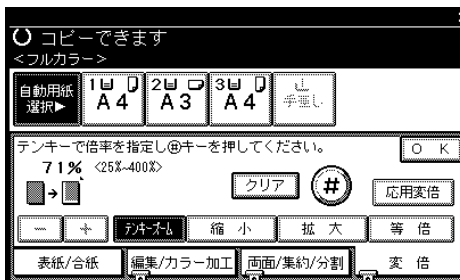 コピーできます
<フルカラー>
自動用紙 1 2 3
選択▶ A4 A3 A4 手差し
テンキーで倍率を指定し⊕キーを押してください。 OK
71% <25%~400%>
クリア # 応用変倍
- + テンキーズーム 縮小 拡大 等倍
表紙/合紙 編集/カラー加工 両面/集約/分割 変倍